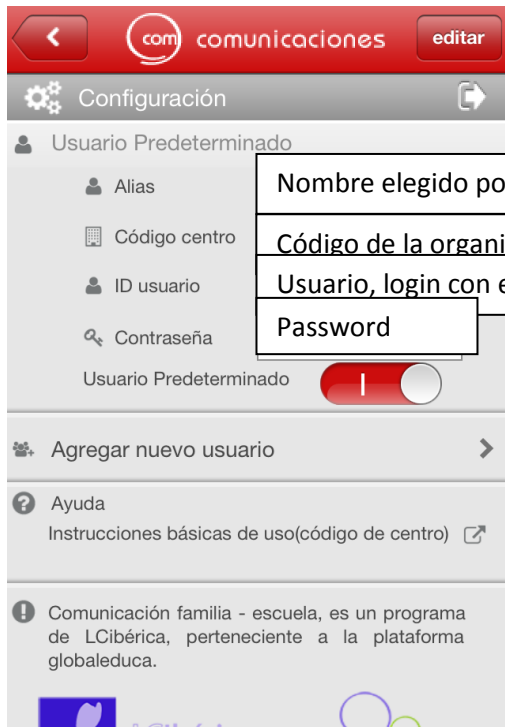 com comunicaciones editar
Configuración
Usuario Predeterminado
Alias Nombre elegido po
Código centro Código de la organi
ID usuario Usuario, login con e
Contraseña Password
Usuario Predeterminado
Agregar nuevo usuario
Ayuda
Instrucciones básicas de uso(código de centro)
Comunicación familia - escuela, es un programa
de LCibérica, perteneciente a la plataforma
globaleduca.